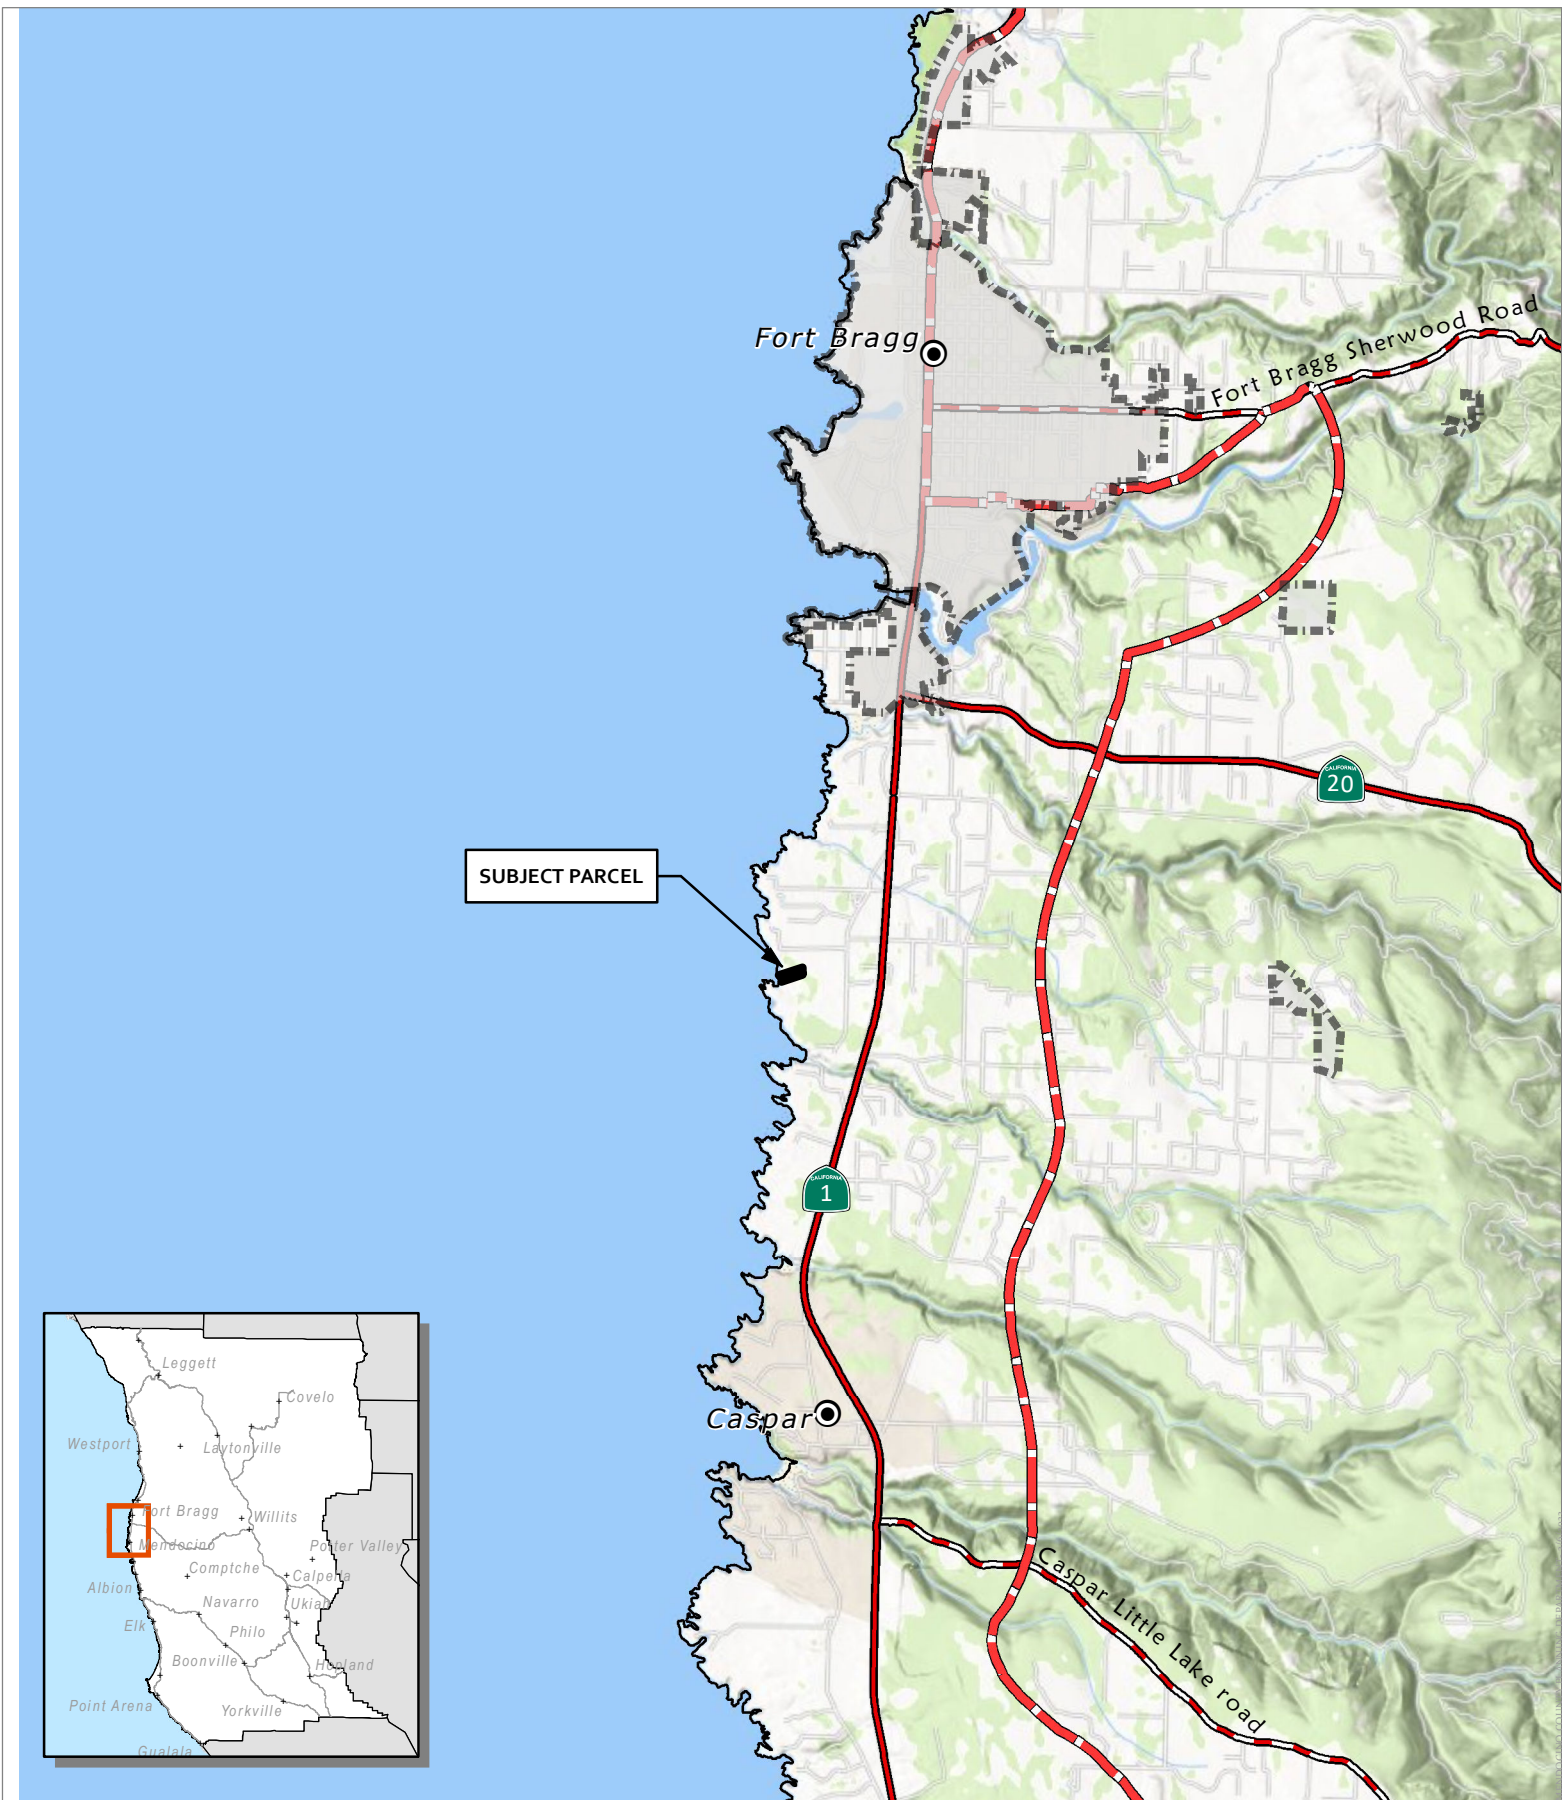 Fort Bragg
Fort Bragg Sherwood Road
CALIFORNIA
20
SUBJECT PARCEL
CALIFORNIA
1
Caspar
Caspar Little Lake road
Leggett
Covelo
Westport
Laytonville
Fort Bragg
Willits
Mendocino
Potter Valley
Comptche
Calpella
Albion
Navarro
Ukiah
Elk
Philo
Boonville
Hopland
Point Arena
Yorkville
Gualala